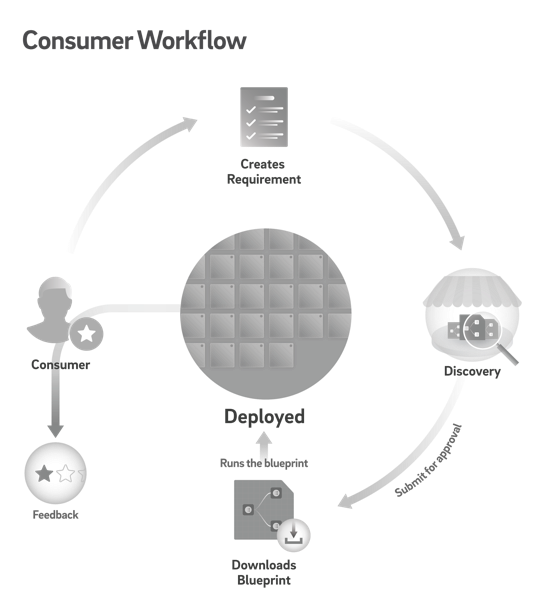 Consumer Workflow
Creates
Requirement
Consumer
Discovery
Deployed
Submit for approval
Runs the blueprint
Feedback
Downloads
Blueprint